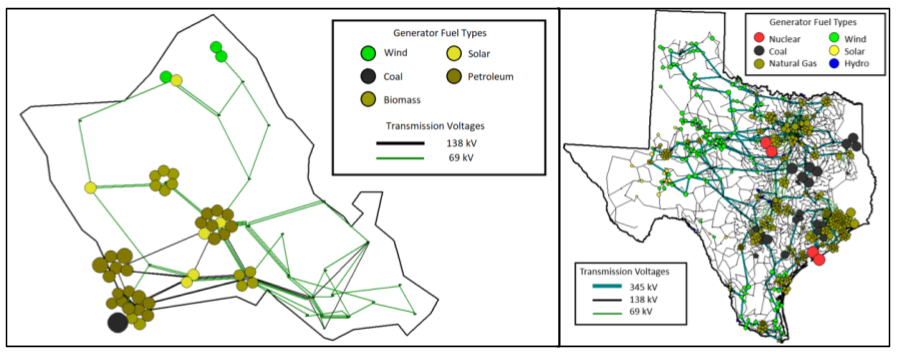 Generator Fuel Types
Wind
Solar
Coal
Petroleum
Biomass
Transmission Voltages
138 kV
69 kV
Generator Fuel Types
Nuclear
Wind
Coal
Solar
Natural Gas
Hydro
Transmission Voltages
345 kV
138 kV
69 kV